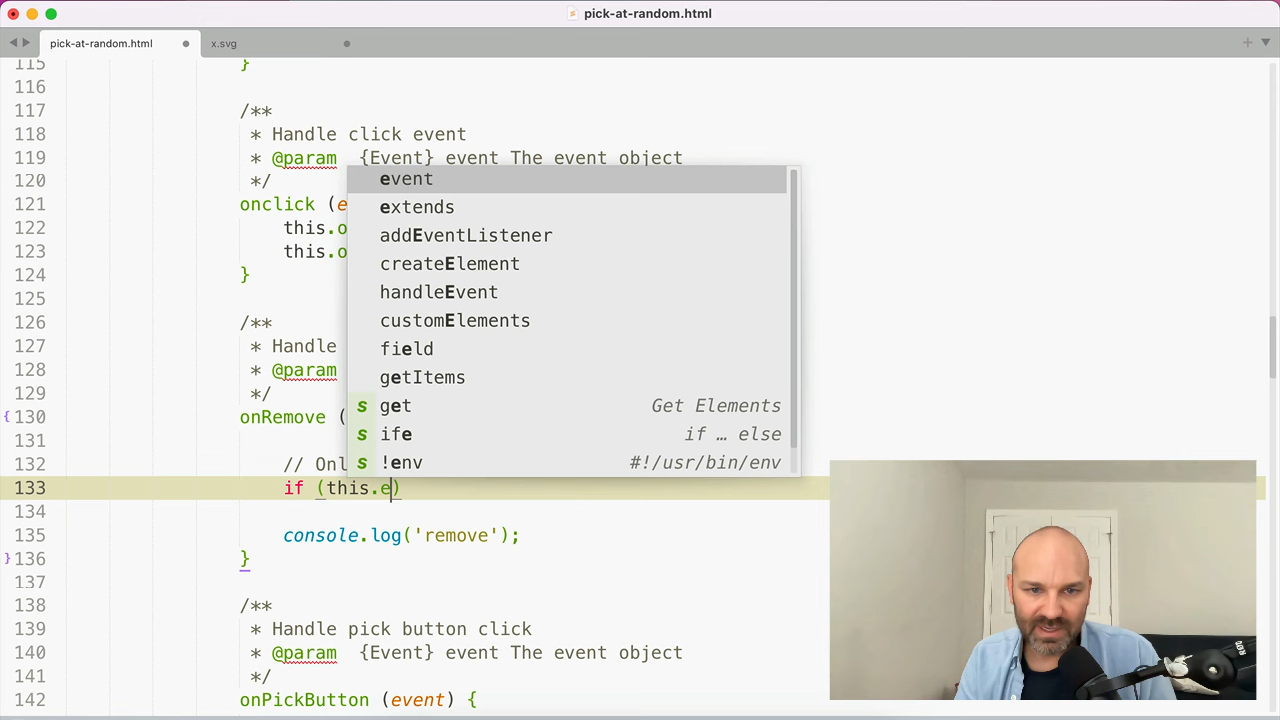 pick-at-random.html
pick-at-random.html
x.svg
115 }
116
117 /**
118 * Handle click event
119 * @param {Event} event The event object
120 */
121 onclick (e
122 this.o
123 this.o
124 }
125
126 /**
127 * Handle
128 * @param
129 */
130 onRemove (
131
132 // Onl
133 if (this.e)
134
135 console.log('remove');
136 }
137
138 /**
139 * Handle pick button click
140 * @param {Event} event The event object
141 */
142 onPickButton (event) {
event
extends
addEventListener
createElement
handleEvent
customElements
field
getItems
s get Get Elements
s ife if … else
s !env #!/usr/bin/env
RØDE